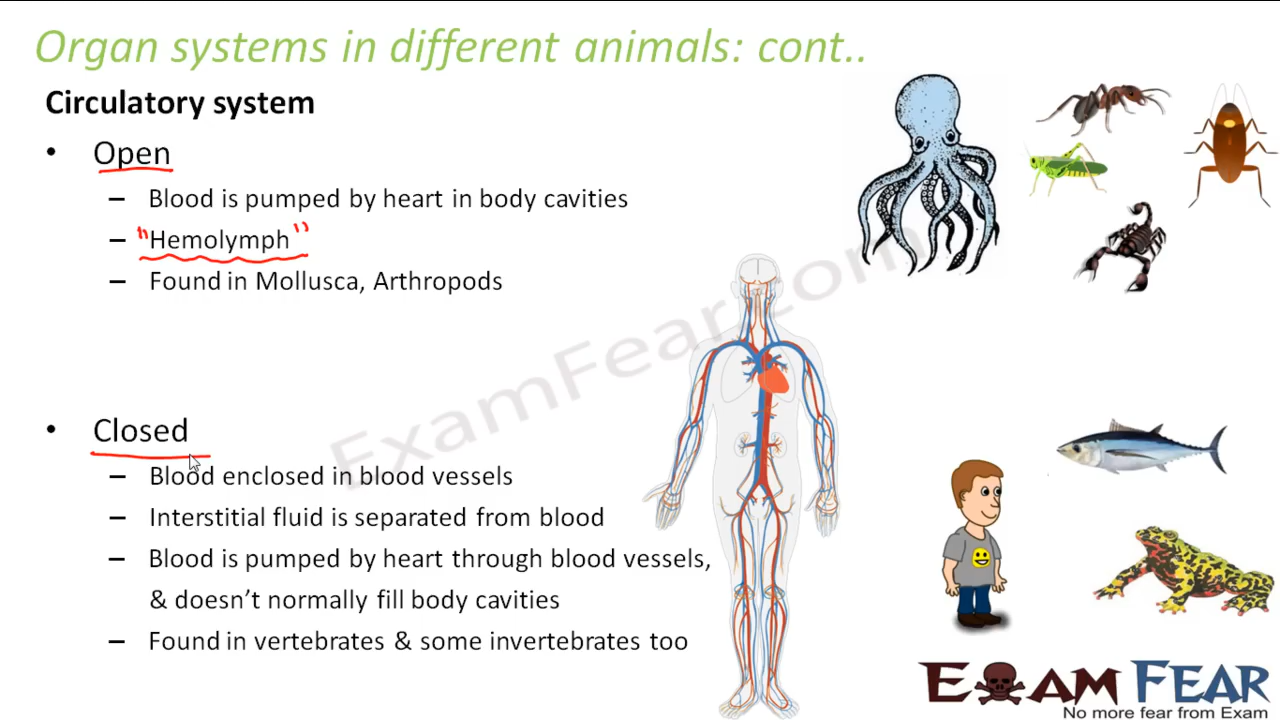 Organ systems in different animals: cont..
Circulatory system
• Open
– Blood is pumped by heart in body cavities
– "Hemolymph"
– Found in Mollusca, Arthropods
• Closed
– Blood enclosed in blood vessels
– Interstitial fluid is separated from blood
– Blood is pumped by heart through blood vessels,
& doesn't normally fill body cavities
– Found in vertebrates & some invertebrates too
ExamFear.com
EXAM FEAR
No more fear from Exam